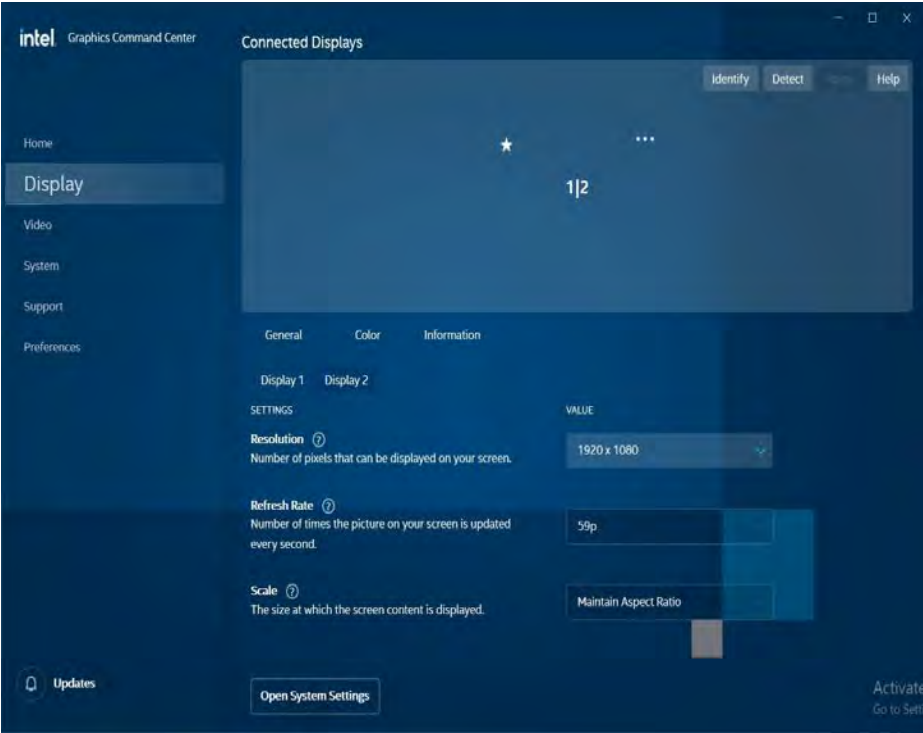 intel. Graphics Command Center
Connected Displays
Identify Detect Help
Home
Display
Video
System
Support
Preferences
1|2
General Color Information
Display 1 Display 2
SETTINGS VALUE
Resolution ?
Number of pixels that can be displayed on your screen.
1920 x 1080
Refresh Rate ?
Number of times the picture on your screen is updated
every second.
59p
Scale ?
The size at which the screen content is displayed.
Maintain Aspect Ratio
Updates
Open System Settings
Activate
Go to Sett